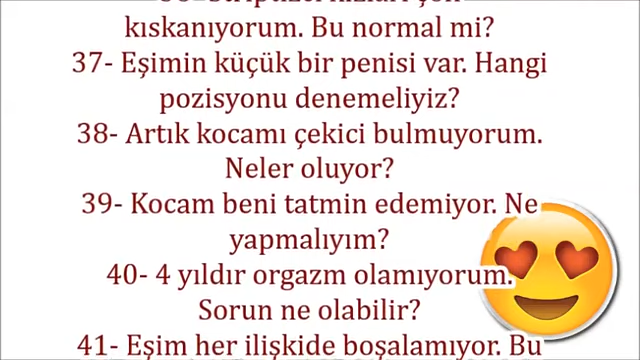 kıskanıyorum. Bu normal mi?
37- Eşimin küçük bir penisi var. Hangi
pozisyonu denemeliyiz?
38- Artık kocamı çekici bulmuyorum.
Neler oluyor?
39- Kocam beni tatmin edemiyor. Ne
yapmalıyım?
40- 4 yıldır orgazm olamıyorum.
Sorun ne olabilir?
41- Eşim her ilişkide boşalamıyor. Bu